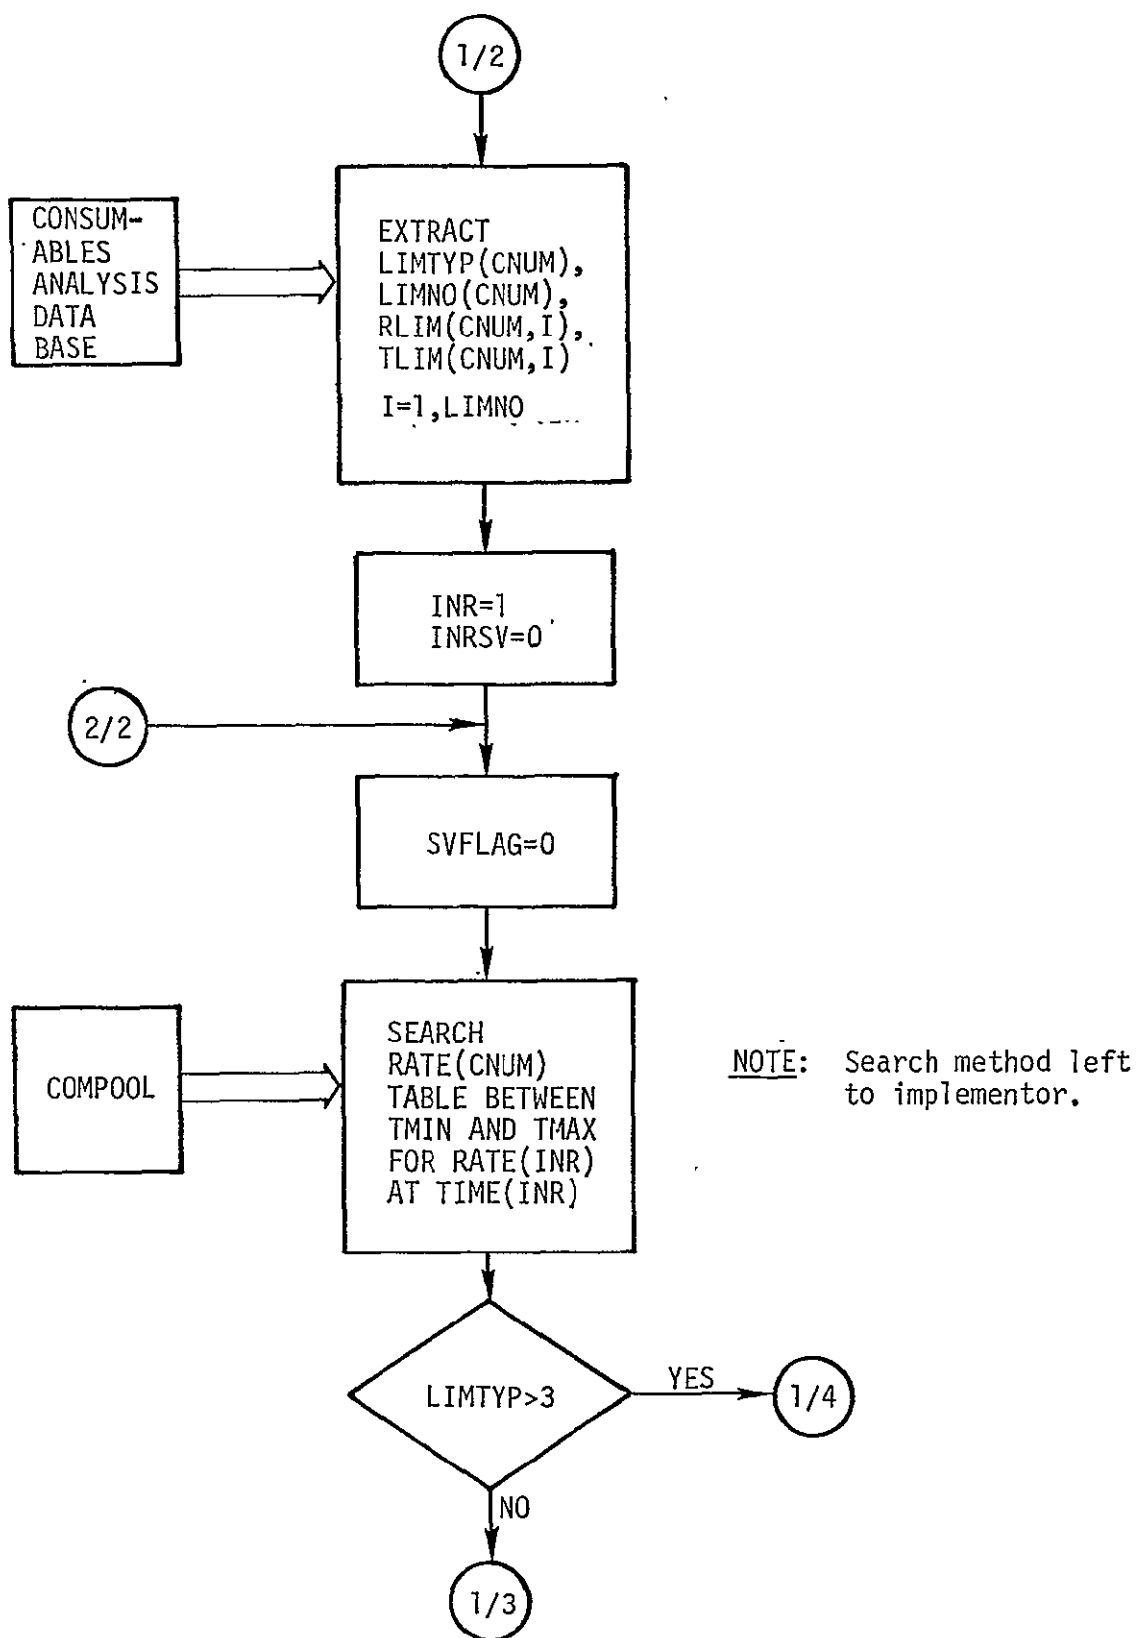 1/2
CONSUM-
ABLES
ANALYSIS
DATA
BASE
EXTRACT
LIMTYP(CNUM),
LIMNO(CNUM),
RLIM(CNUM,I),
TLIM(CNUM,I)
I=1,LIMNO
INR=1
INRSV=0
2/2
SVFLAG=0
COMPOOL
SEARCH
RATE(CNUM)
TABLE BETWEEN
TMIN AND TMAX
FOR RATE(INR)
AT TIME(INR)
NOTE: Search method left
to implementor.
LIMTYP>3
YES
1/4
NO
1/3